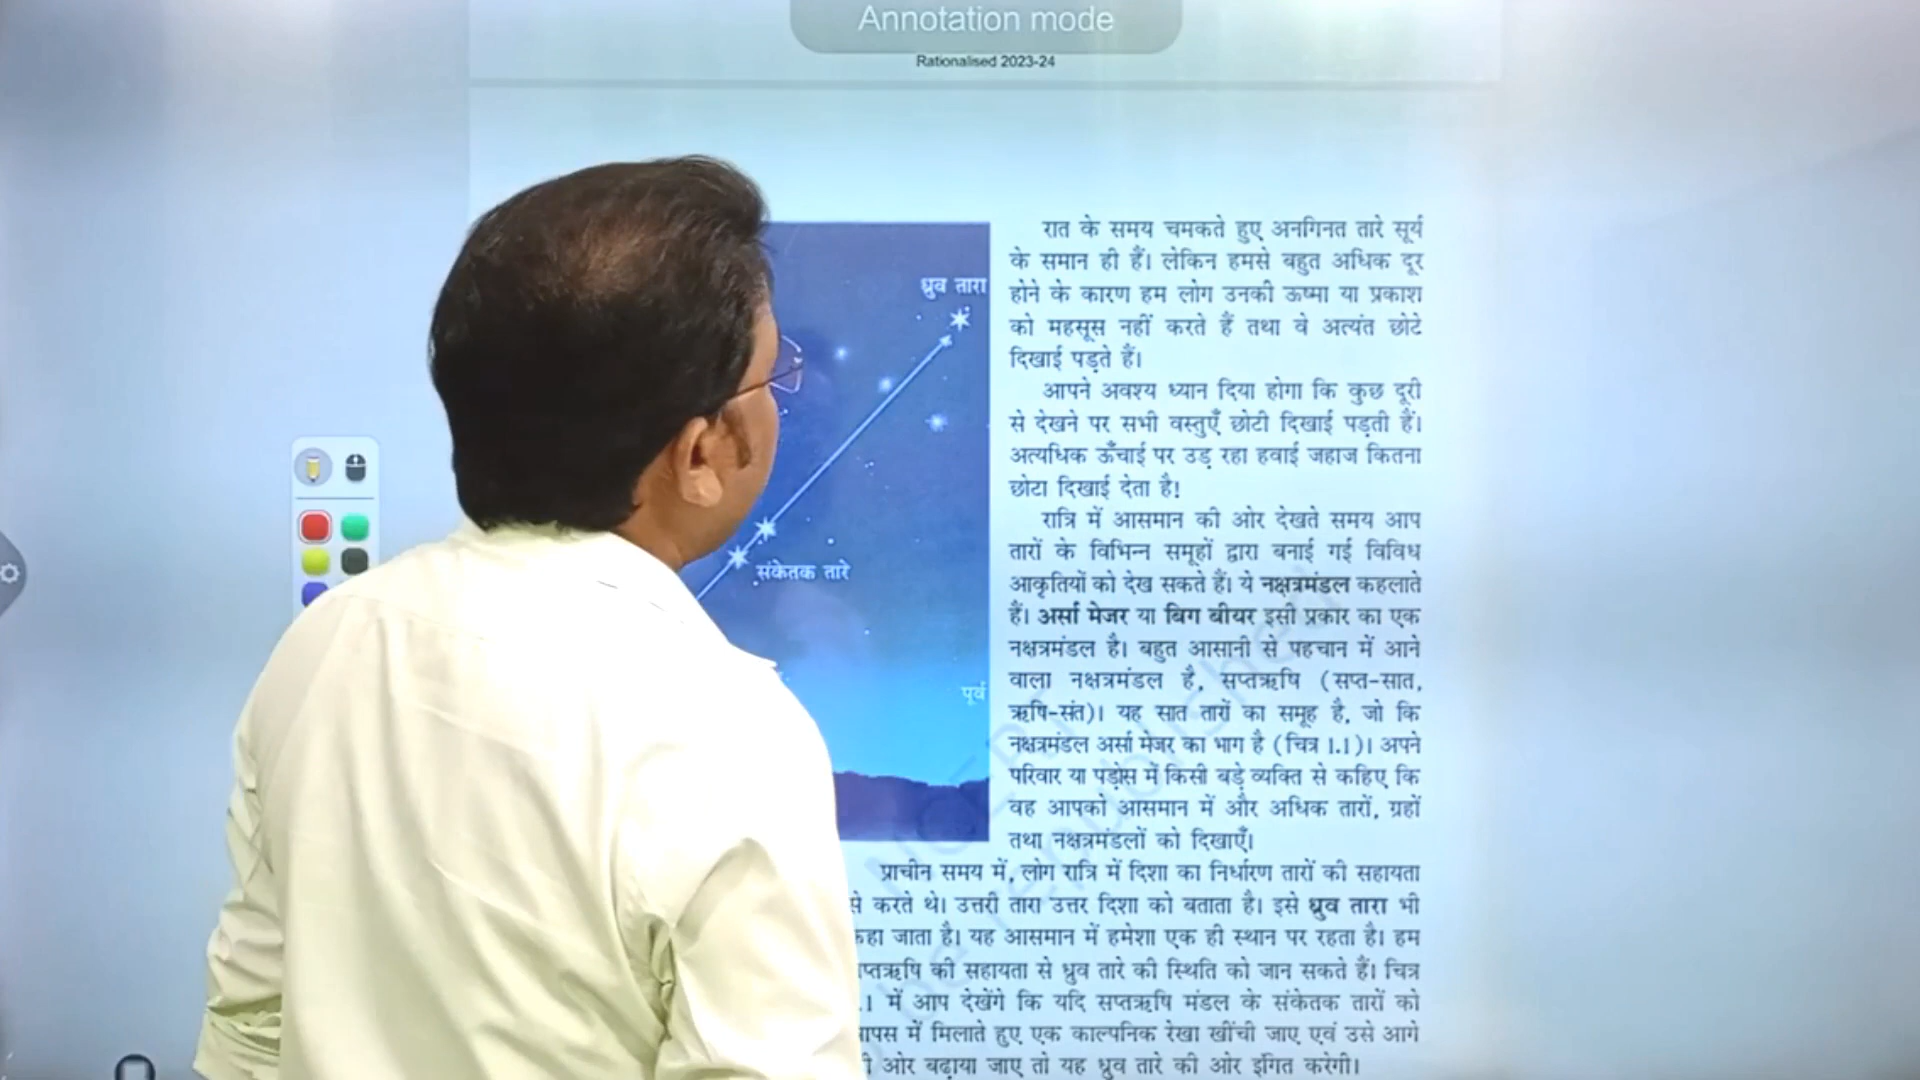 Annotation mode
Rationalised 2023-24
ध्रुव तारा
संकेतक तारे
पूर्व
रात के समय चमकते हुए अनगिनत तारे सूर्य
के समान ही हैं। लेकिन हमसे बहुत अधिक दूर
होने के कारण हम लोग उनकी ऊष्मा या प्रकाश
को महसूस नहीं करते हैं तथा वे अत्यंत छोटे
दिखाई पड़ते हैं।
आपने अवश्य ध्यान दिया होगा कि कुछ दूरी
से देखने पर सभी वस्तुएँ छोटी दिखाई पड़ती हैं।
अत्यधिक ऊँचाई पर उड़ रहा हवाई जहाज कितना
छोटा दिखाई देता है!
रात्रि में आसमान की ओर देखते समय आप
तारों के विभिन्न समूहों द्वारा बनाई गई विविध
आकृतियों को देख सकते हैं। ये नक्षत्रमंडल कहलाते
हैं। अर्सा मेजर या बिग बीयर इसी प्रकार का एक
नक्षत्रमंडल है। बहुत आसानी से पहचान में आने
वाला नक्षत्रमंडल है, सप्तऋषि (सप्त-सात,
ऋषि-संत)। यह सात तारों का समूह है, जो कि
नक्षत्रमंडल अर्सा मेजर का भाग है (चित्र 1.1)। अपने
परिवार या पड़ोस में किसी बड़े व्यक्ति से कहिए कि
वह आपको आसमान में और अधिक तारों, ग्रहों
तथा नक्षत्रमंडलों को दिखाएँ।
प्राचीन समय में, लोग रात्रि में दिशा का निर्धारण तारों की सहायता
से करते थे। उत्तरी तारा उत्तर दिशा को बताता है। इसे ध्रुव तारा भी
कहा जाता है। यह आसमान में हमेशा एक ही स्थान पर रहता है। हम
की सहायता से ध्रुव तारे की स्थिति को जान सकते हैं। चित्र
.1 में आप देखेंगे कि यदि सप्तऋषि मंडल के संकेतक तारों को
में मिलाते हुए एक काल्पनिक रेखा खींची जाए एवं उसे आगे
ओर बढ़ाया जाए तो यह ध्रुव तारे की ओर इंगित करेगी।